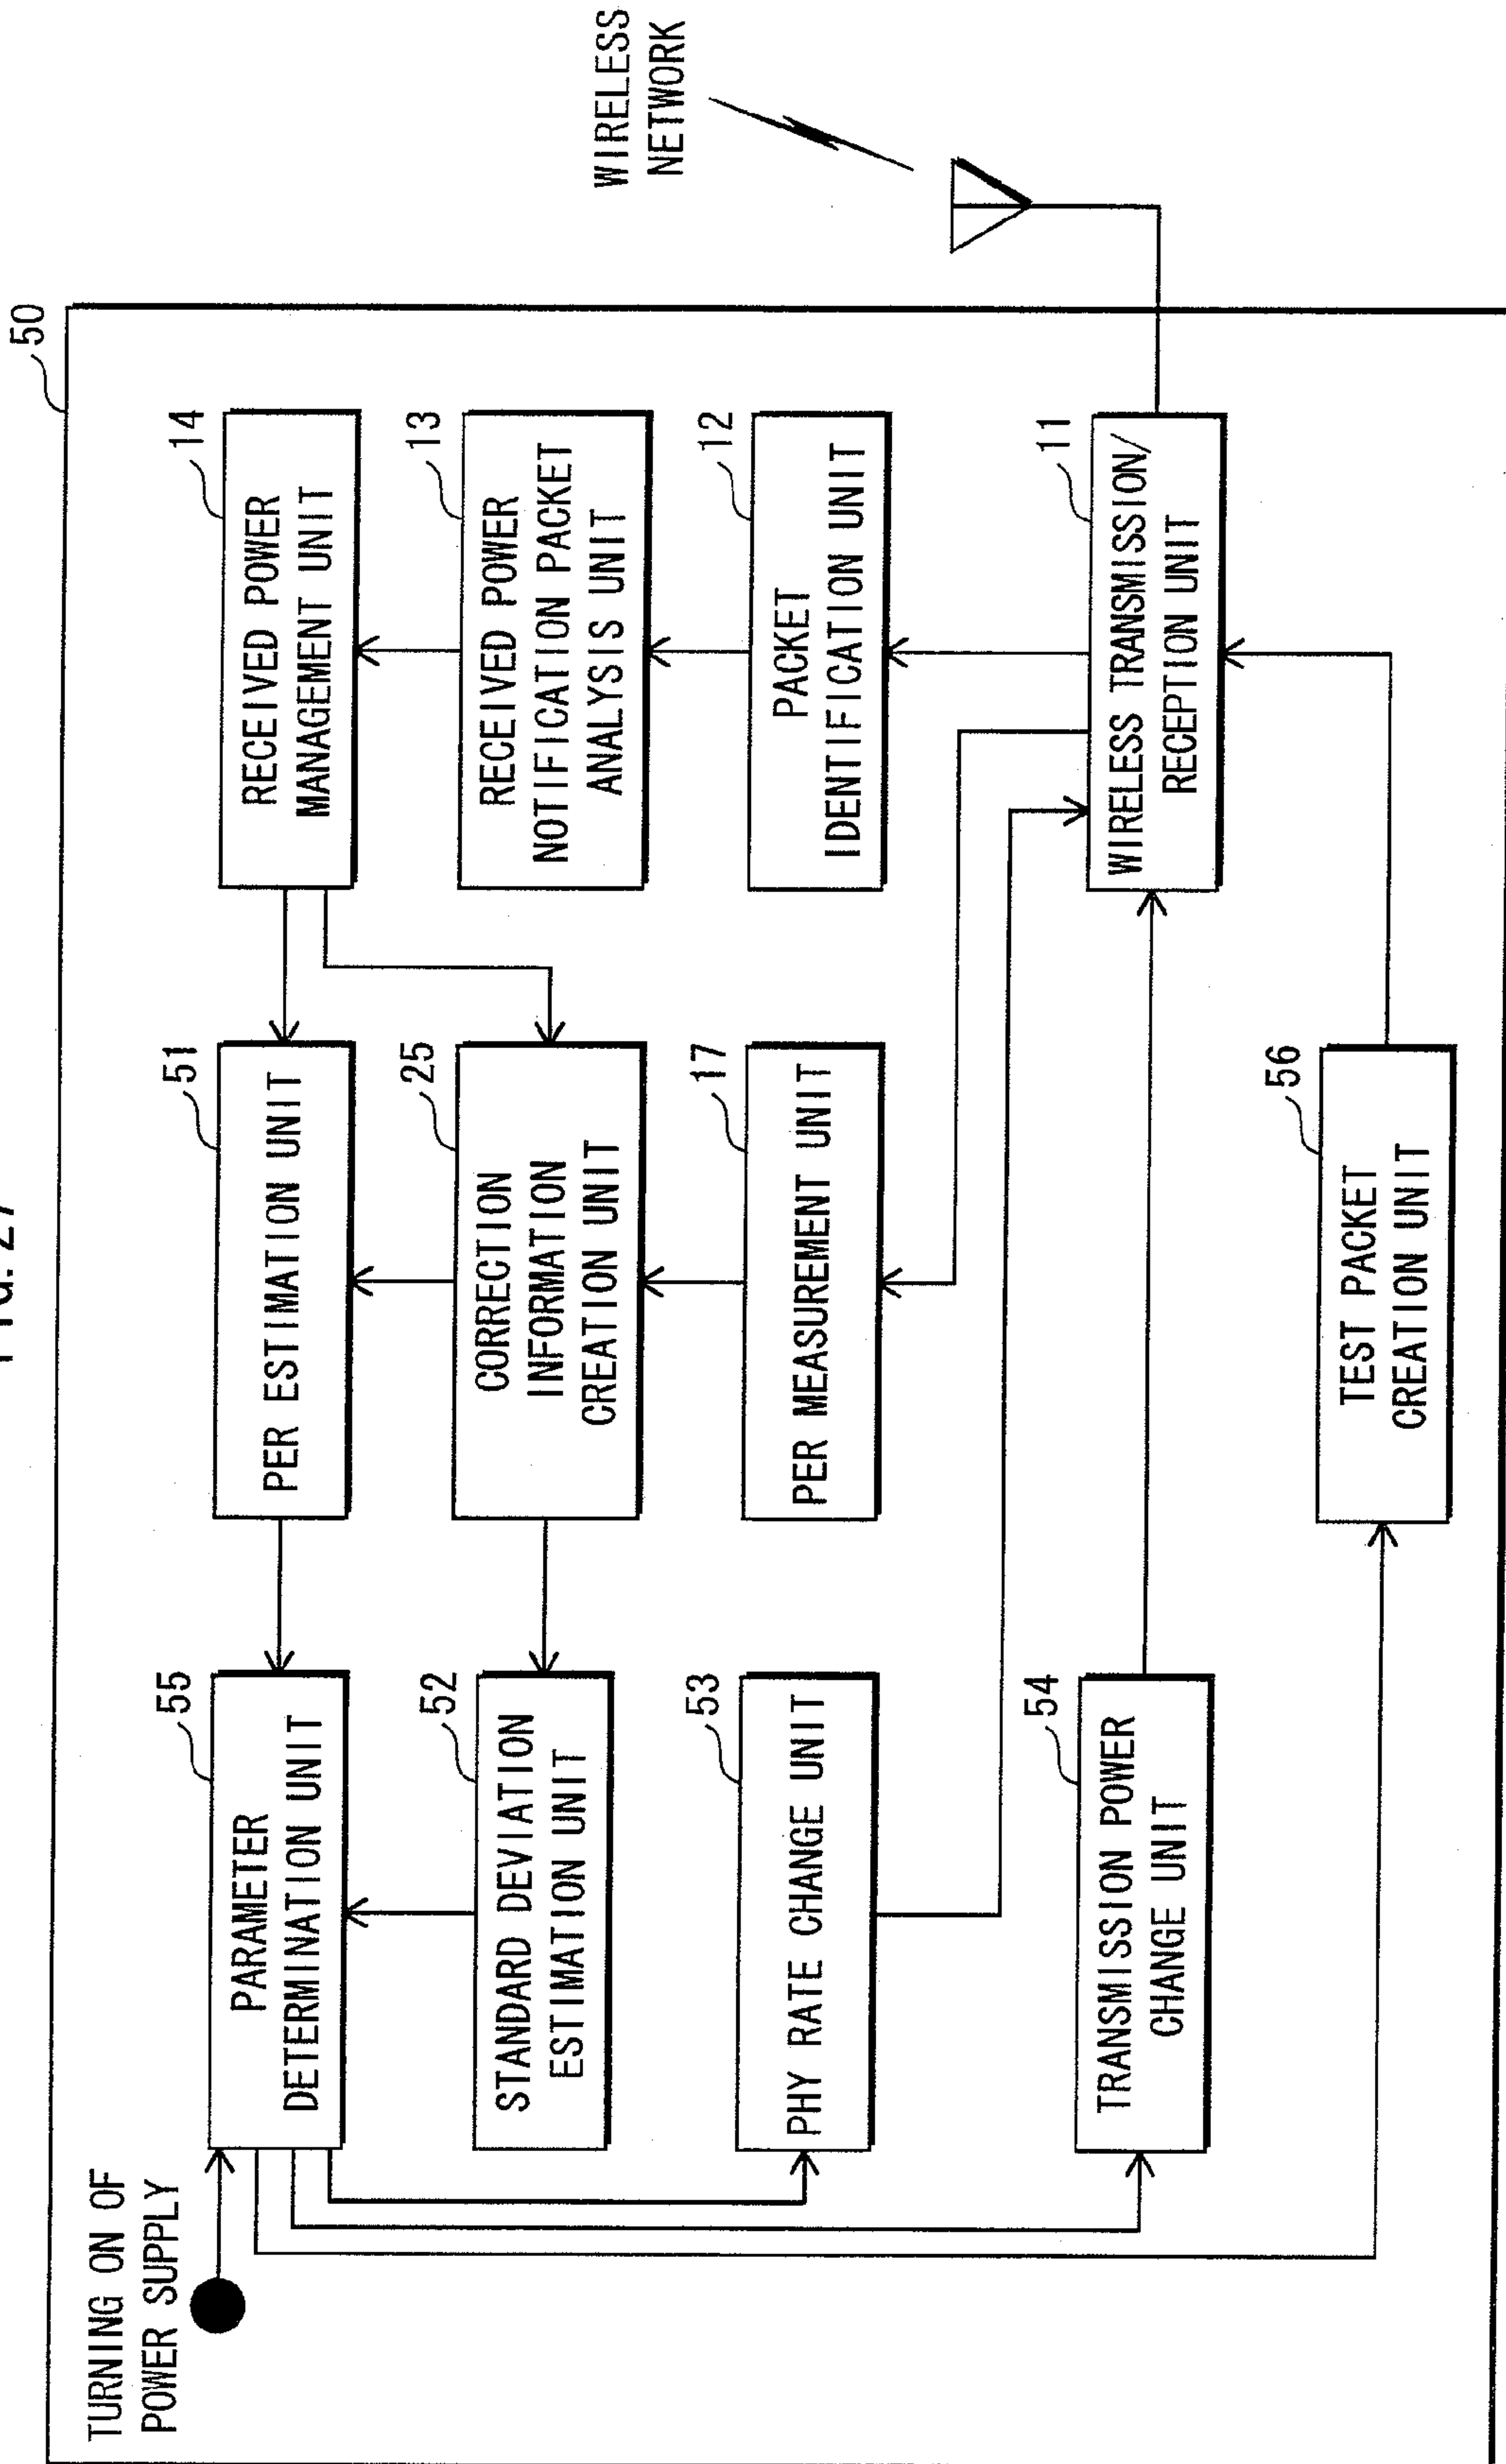 FIG. 27
TURNING ON OF
POWER SUPPLY
50
55
PARAMETER
DETERMINATION UNIT
51
PER ESTIMATION UNIT
14
RECEIVED POWER
MANAGEMENT UNIT
52
STANDARD DEVIATION
ESTIMATION UNIT
25
CORRECTION
INFORMATION
CREATION UNIT
13
RECEIVED POWER
NOTIFICATION PACKET
ANALYSIS UNIT
53
PHY RATE CHANGE UNIT
17
PER MEASUREMENT UNIT
12
PACKET
IDENTIFICATION UNIT
54
TRANSMISSION POWER
CHANGE UNIT
11
WIRELESS TRANSMISSION/
RECEPTION UNIT
56
TEST PACKET
CREATION UNIT
WIRELESS
NETWORK